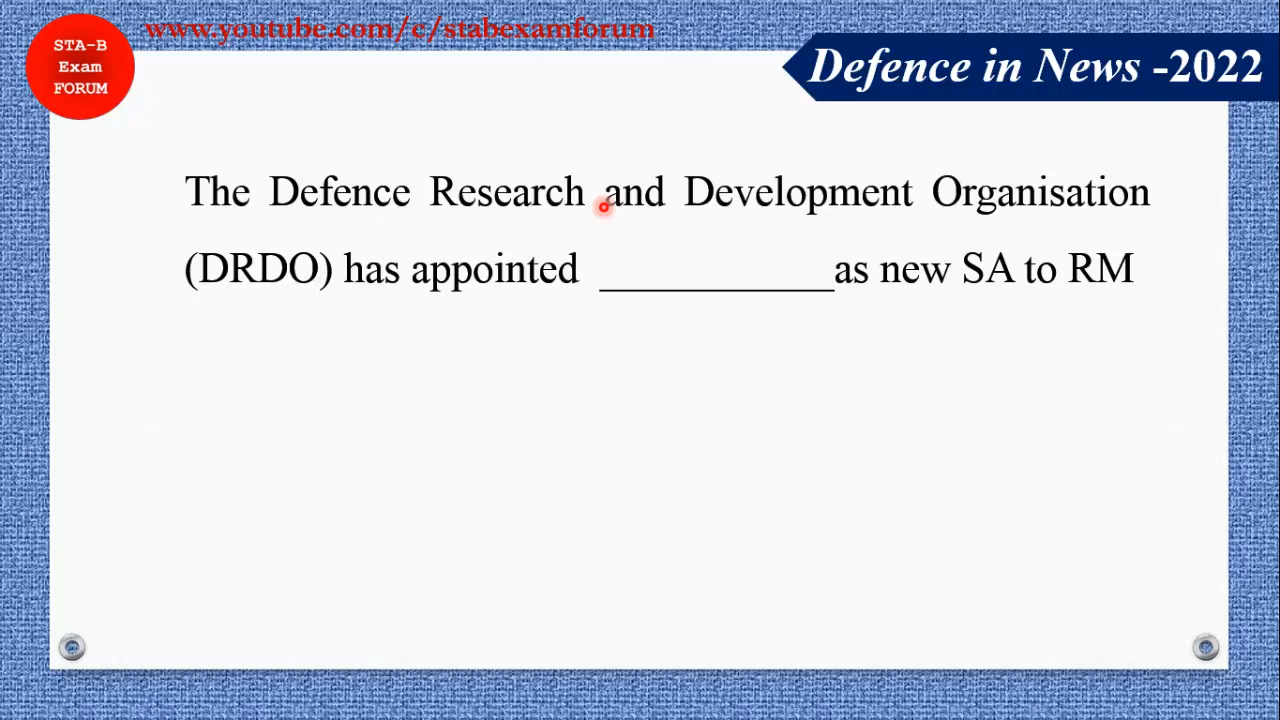 www.youtube.com/c/stabexamforum
STA-B
Exam
FORUM
Defence in News -2022
The Defence Research and Development Organisation
(DRDO) has appointed ___________as new SA to RM